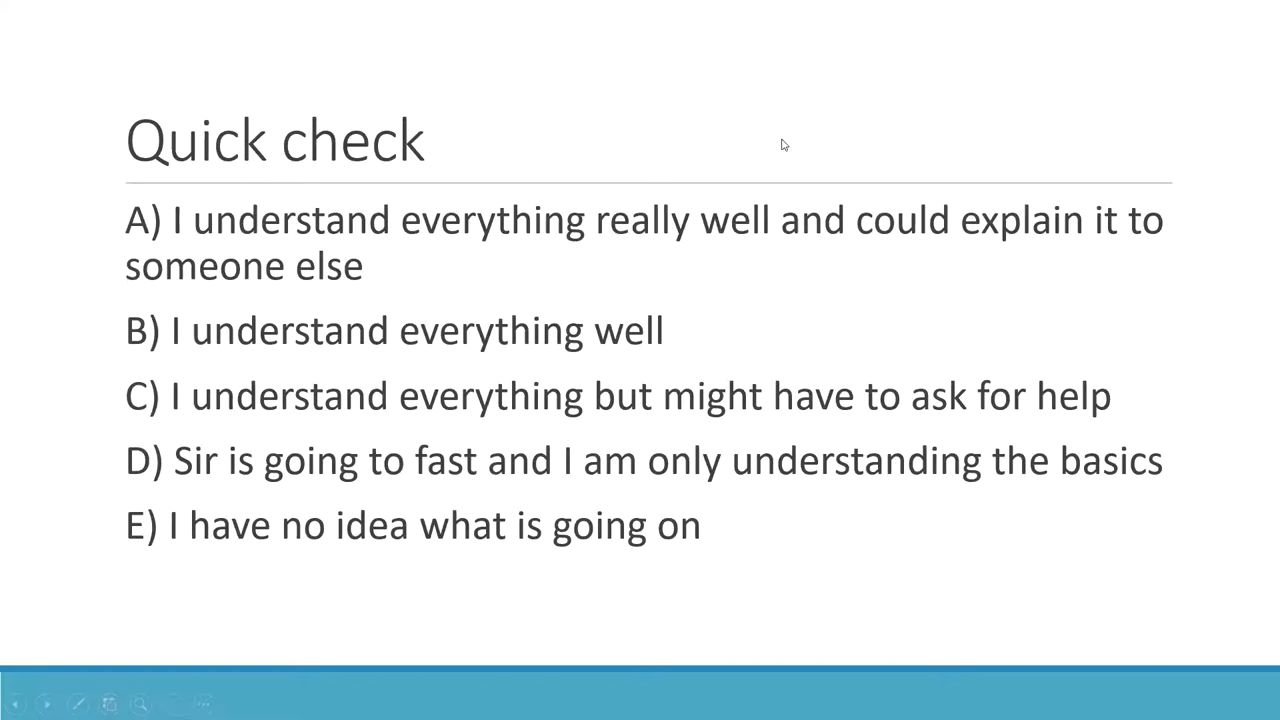 Quick check
A) I understand everything really well and could explain it to
someone else
B) I understand everything well
C) I understand everything but might have to ask for help
D) Sir is going to fast and I am only understanding the basics
E) I have no idea what is going on